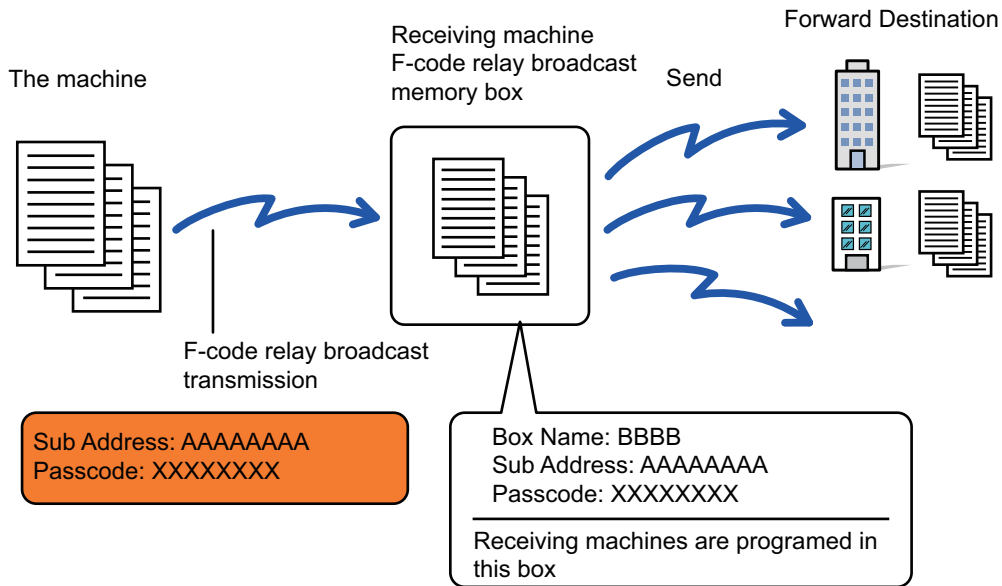 The machine
Receiving machine
F-code relay broadcast
memory box
Send
Forward Destination
F-code relay broadcast
transmission
Sub Address: AAAAAAAA
Passcode: XXXXXXXX
Box Name: BBBB
Sub Address: AAAAAAAA
Passcode: XXXXXXXX
Receiving machines are programed in
this box